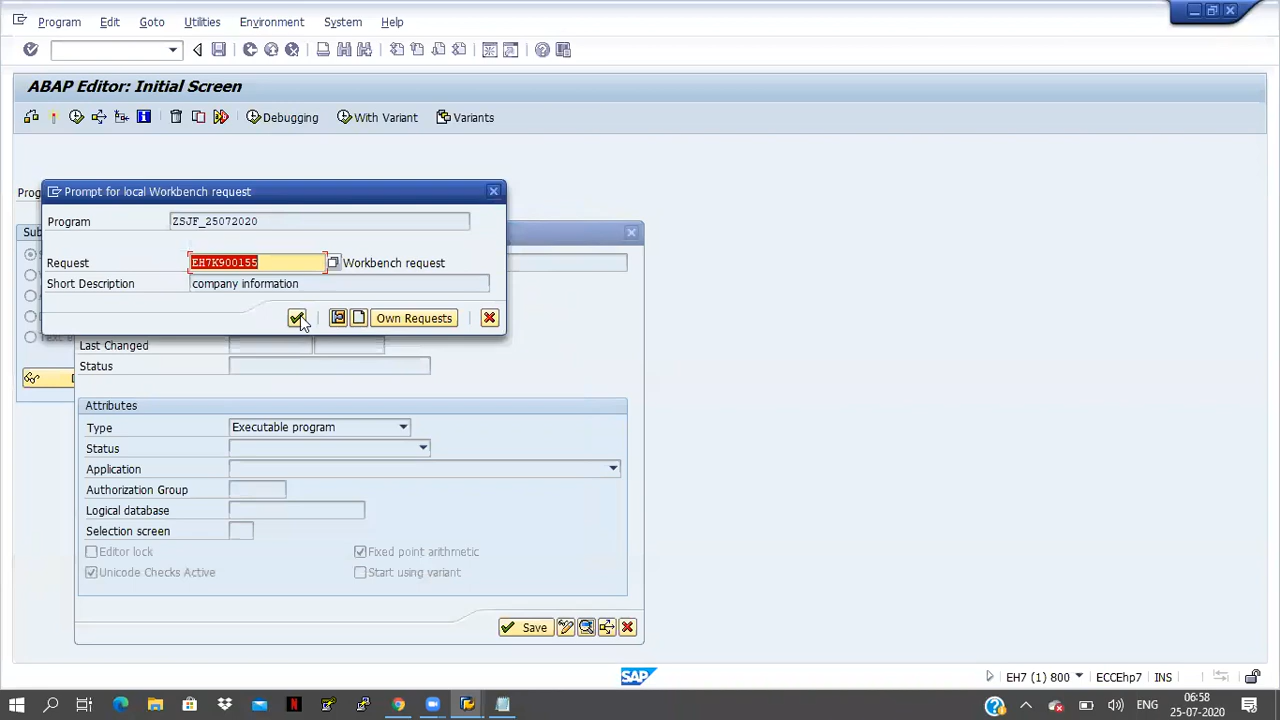 Program Edit Goto Utilities Environment System Help
ABAP Editor: Initial Screen
Debugging With Variant Variants
Prog
Prompt for local Workbench request
Program ZSJF_25072020
Sub
Request EH7K900155 Workbench request
Short Description company information
Own Requests
Last Changed
Status
Attributes
Type Executable program
Status
Application
Authorization Group
Logical database
Selection screen
Editor lock Fixed point arithmetic
Unicode Checks Active Start using variant
Save
SAP EH7 (1) 800 ECCEhp7 INS
ENG 06:58
25-07-2020